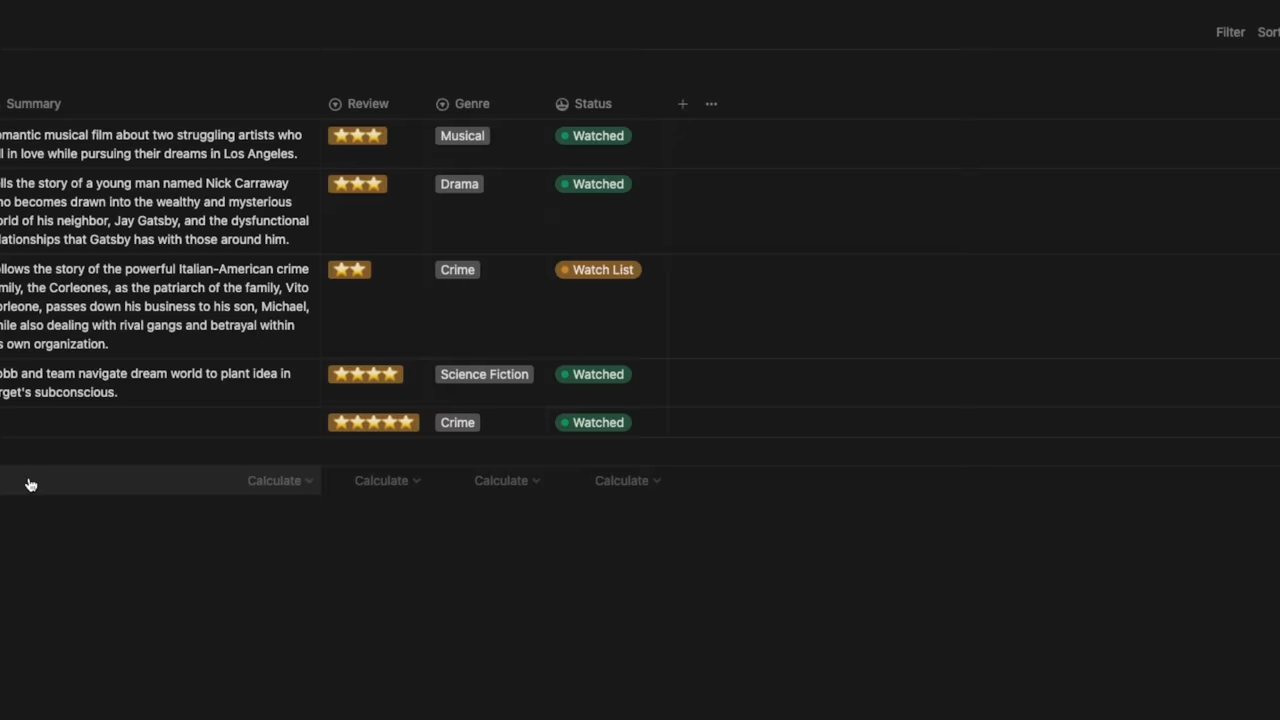 Filter Sort
Summary Review Genre Status
omantic musical film about two struggling artists who ⭐⭐⭐ Musical Watched
l in love while pursuing their dreams in Los Angeles.
lls the story of a young man named Nick Carraway ⭐⭐⭐ Drama Watched
ho becomes drawn into the wealthy and mysterious
orld of his neighbor, Jay Gatsby, and the dysfunctional
lationships that Gatsby has with those around him.
llows the story of the powerful Italian-American crime ⭐⭐ Crime Watch List
mily, the Corleones, as the patriarch of the family, Vito
orleone, passes down his business to his son, Michael,
hile also dealing with rival gangs and betrayal within
s own organization.
obb and team navigate dream world to plant idea in ⭐⭐⭐⭐ Science Fiction Watched
rget's subconscious.
⭐⭐⭐⭐⭐ Crime Watched
Calculate Calculate Calculate Calculate